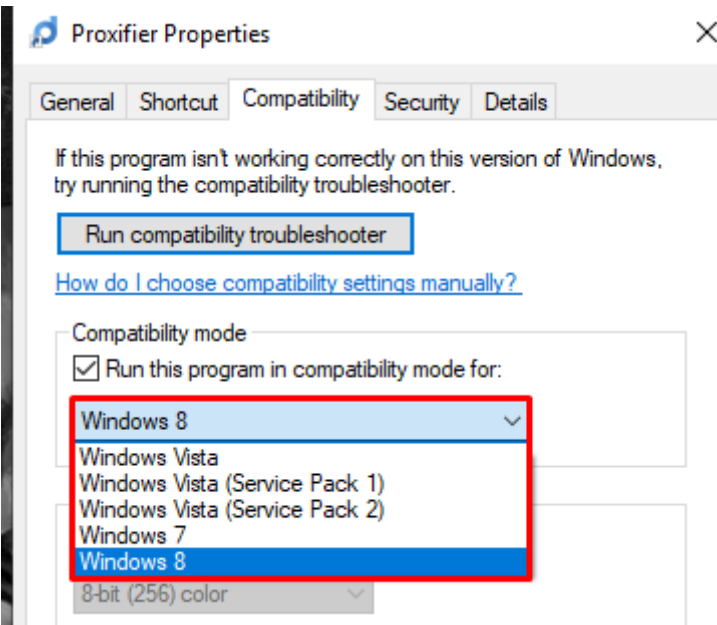 Proxifier Properties
General Shortcut Compatibility Security Details
If this program isn't working correctly on this version of Windows,
try running the compatibility troubleshooter.
Run compatibility troubleshooter
How do I choose compatibility settings manually?
Compatibility mode
Run this program in compatibility mode for:
Windows 8
Windows Vista
Windows Vista (Service Pack 1)
Windows Vista (Service Pack 2)
Windows 7
Windows 8
8-bit (256) color